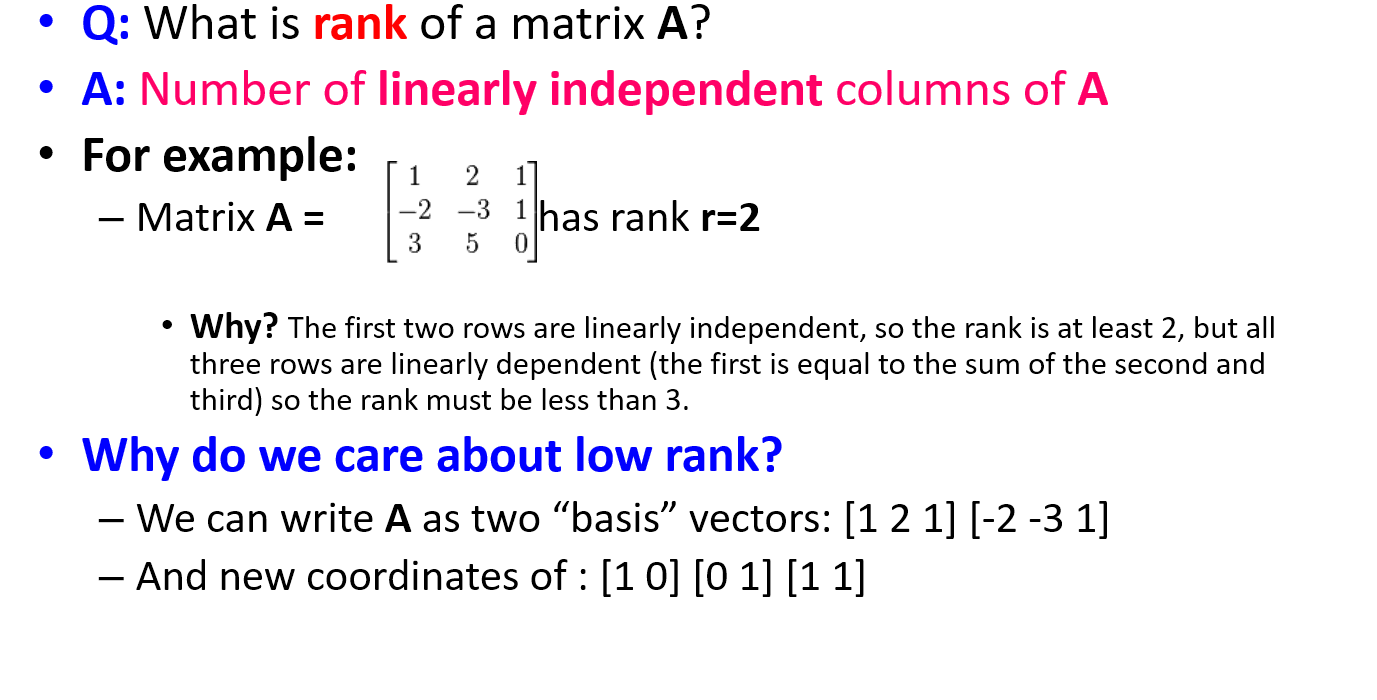 • Q: What is rank of a matrix A?
• A: Number of linearly independent columns of A
• For example:
– Matrix A = [1 2 1
-2 -3 1
3 5 0] has rank r=2
• Why? The first two rows are linearly independent, so the rank is at least 2, but all
three rows are linearly dependent (the first is equal to the sum of the second and
third) so the rank must be less than 3.
• Why do we care about low rank?
– We can write A as two “basis” vectors: [1 2 1] [-2 -3 1]
– And new coordinates of : [1 0] [0 1] [1 1]